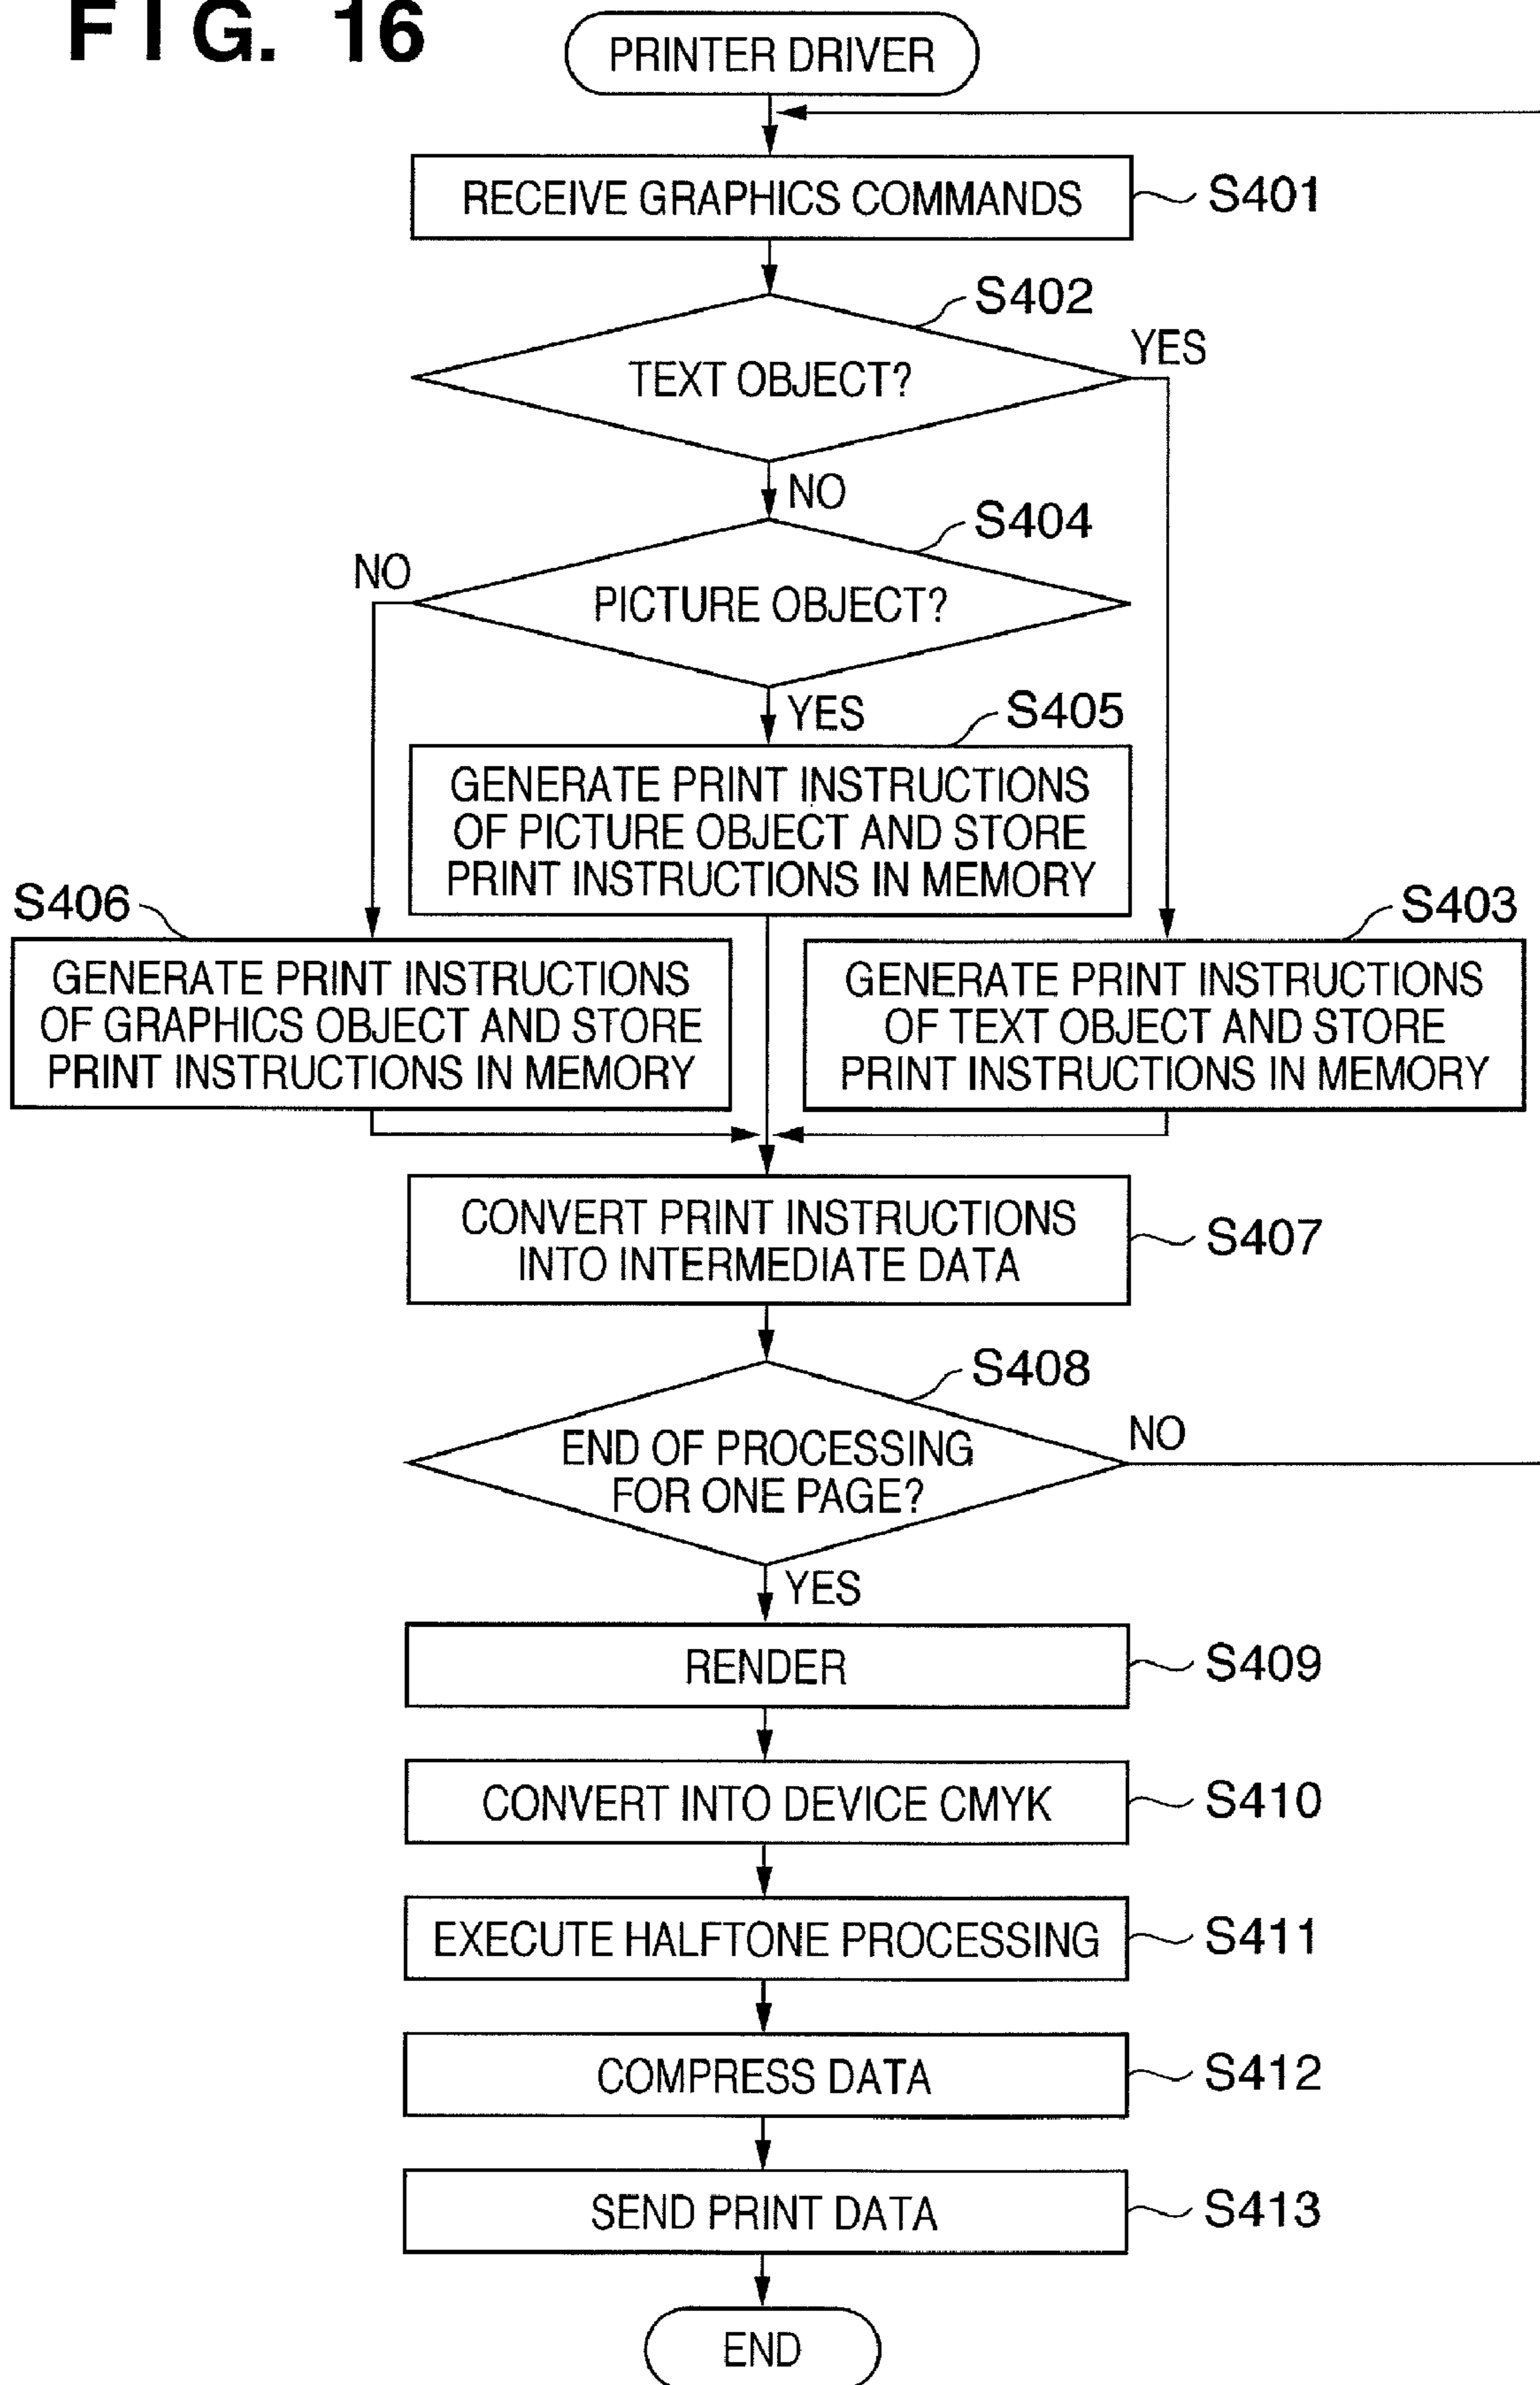 FIG. 16
PRINTER DRIVER
RECEIVE GRAPHICS COMMANDS
S401
S402
TEXT OBJECT?
YES
NO
S404
NO
PICTURE OBJECT?
YES
S405
GENERATE PRINT INSTRUCTIONS
OF PICTURE OBJECT AND STORE
PRINT INSTRUCTIONS IN MEMORY
S406
GENERATE PRINT INSTRUCTIONS
OF GRAPHICS OBJECT AND STORE
PRINT INSTRUCTIONS IN MEMORY
S403
GENERATE PRINT INSTRUCTIONS
OF TEXT OBJECT AND STORE
PRINT INSTRUCTIONS IN MEMORY
CONVERT PRINT INSTRUCTIONS
INTO INTERMEDIATE DATA
S407
S408
END OF PROCESSING
FOR ONE PAGE?
NO
YES
RENDER
S409
CONVERT INTO DEVICE CMYK
S410
EXECUTE HALFTONE PROCESSING
S411
COMPRESS DATA
S412
SEND PRINT DATA
S413
END